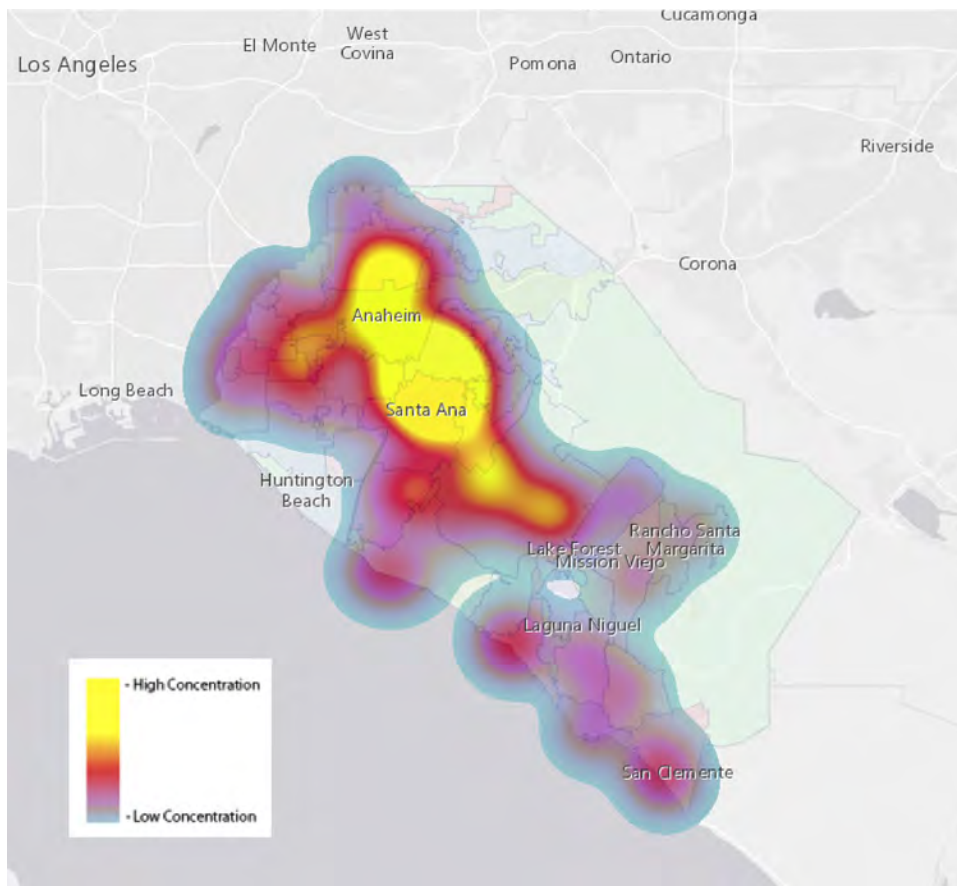 Cucamonga
West
Covina
El Monte
Los Angeles
Pomona
Ontario
Riverside
Corona
Anaheim
Long Beach
Santa Ana
Huntington
Beach
Rancho Santa
Margarita
Lake Forest
Mission Viejo
Laguna Niguel
San Clemente
- High Concentration
- Low Concentration